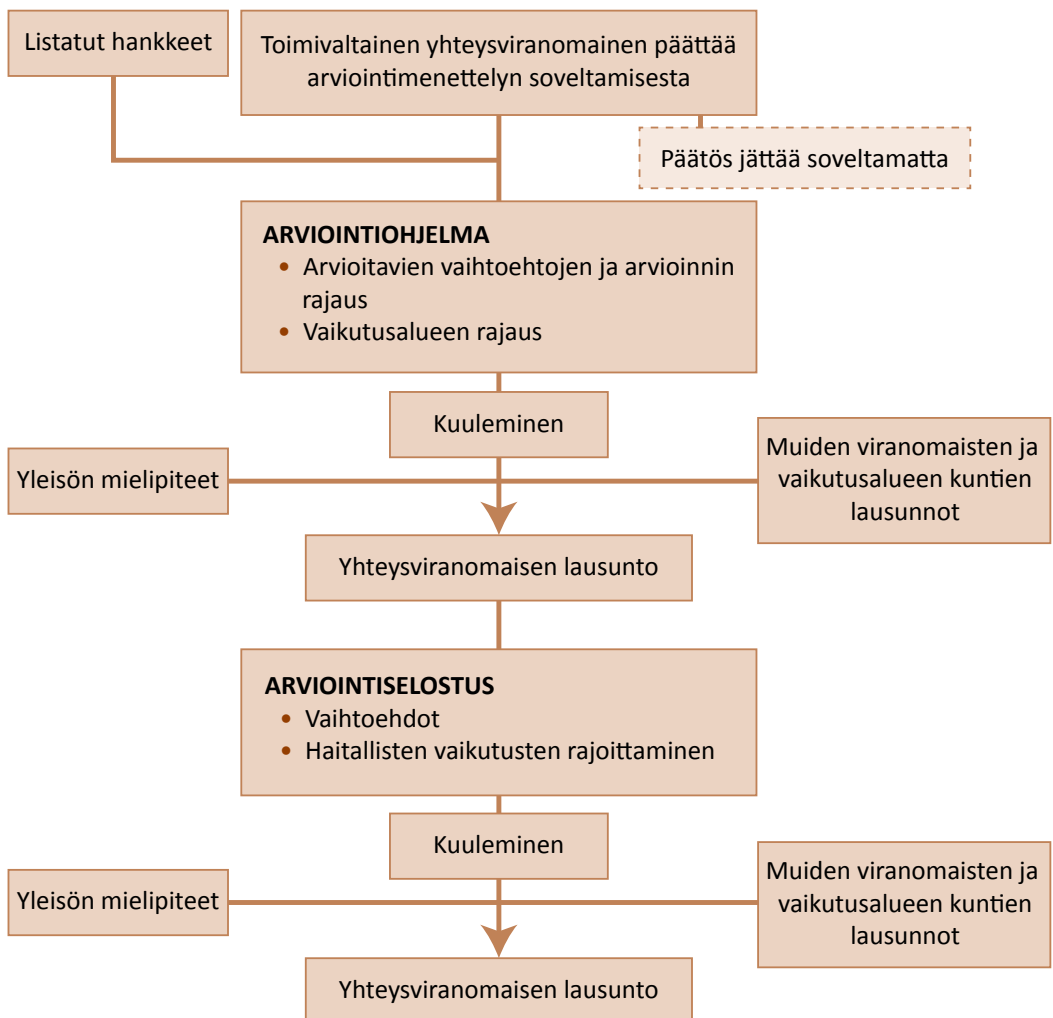 Listatut hankkeet
Toimivaltainen yhteysviranomainen päättää
arviointimenettelyn soveltamisesta
Päätös jättää soveltamatta
ARVIOINTIOHJELMA
• Arvioitavien vaihtoehtojen ja arvioinnin
rajaus
• Vaikutusalueen rajaus
Kuuleminen
Yleisön mielipiteet
Muiden viranomaisten ja
vaikutusalueen kuntien
lausunnot
Yhteysviranomaisen lausunto
ARVIOINTISELOSTUS
• Vaihtoehdot
• Haitallisten vaikutusten rajoittaminen
Kuuleminen
Yleisön mielipiteet
Muiden viranomaisten ja
vaikutusalueen kuntien
lausunnot
Yhteysviranomaisen lausunto